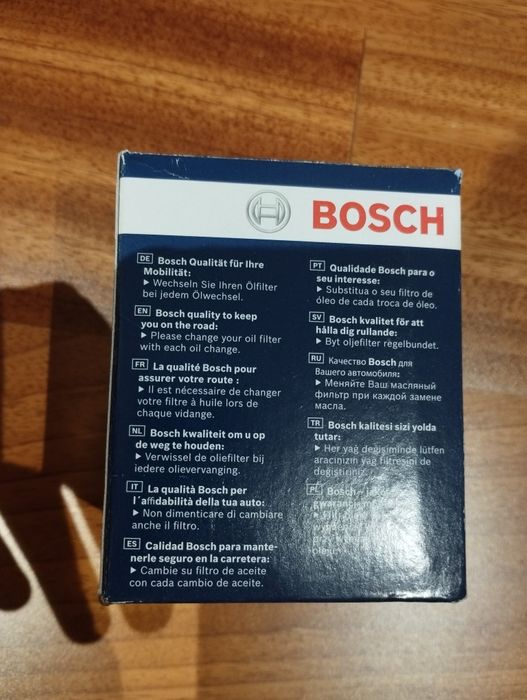 BOSCH
DE Bosch Qualität für Ihre
Mobilität:
▶ Wechseln Sie Ihren Ölfilter
bei jedem Ölwechsel.
EN Bosch quality to keep
you on the road:
▶ Please change your oil filter
with each oil change.
FR La qualité Bosch pour
assurer votre route :
▶ Il est nécessaire de changer
votre filtre à huile lors de
chaque vidange.
NL Bosch kwaliteit om u op
de weg te houden:
▶ Verwissel de oliefilter bij
iedere olievervanging.
IT La qualità Bosch per
l'affidabilità della tua auto:
▶ Non dimenticare di cambiare
anche il filtro.
ES Calidad Bosch para mante-
nerle seguro en la carretera:
▶ Cambie su filtro de aceite
con cada cambio de aceite.
PT Qualidade Bosch para o
seu interesse:
▶ Substitua o seu filtro de
óleo de cada troca de óleo.
SV Bosch kvalitet för att
hålla dig rullande:
▶ Byt oljefilter regelbundet.
RU Качество Bosch для
Вашего автомобиля:
▶ Меняйте Ваш масляный
фильтр при каждой замене
масла.
TR Bosch kalitesi sizi yolda
tutar:
▶ Her yağ değişiminde lütfen
aracınızın yağ filtresini de
değiştiriniz.
PL Bosch –